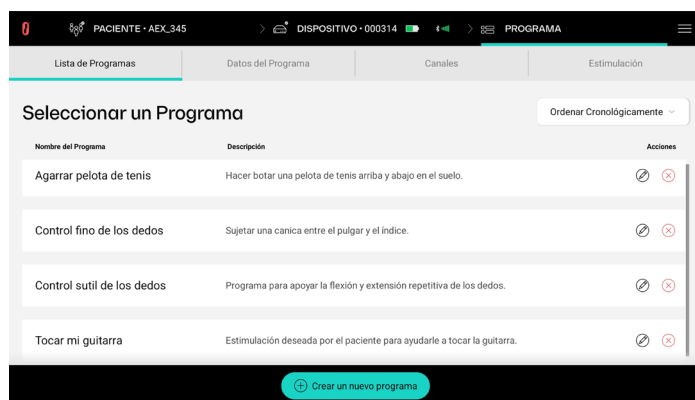 PACIENTE • AEX_345
DISPOSITIVO • 000314
PROGRAMA
Lista de Programas
Datos del Programa
Canales
Estimulación
Seleccionar un Programa
Ordenar Cronológicamente
Nombre del Programa
Descripción
Acciones
Agarrar pelota de tenis
Hacer botar una pelota de tenis arriba y abajo en el suelo.
Control fino de los dedos
Sujetar una canica entre el pulgar y el índice.
Control sutil de los dedos
Programa para apoyar la flexión y extensión repetitiva de los dedos.
Tocar mi guitarra
Estimulación deseada por el paciente para ayudarle a tocar la guitarra.
Crear un nuevo programa